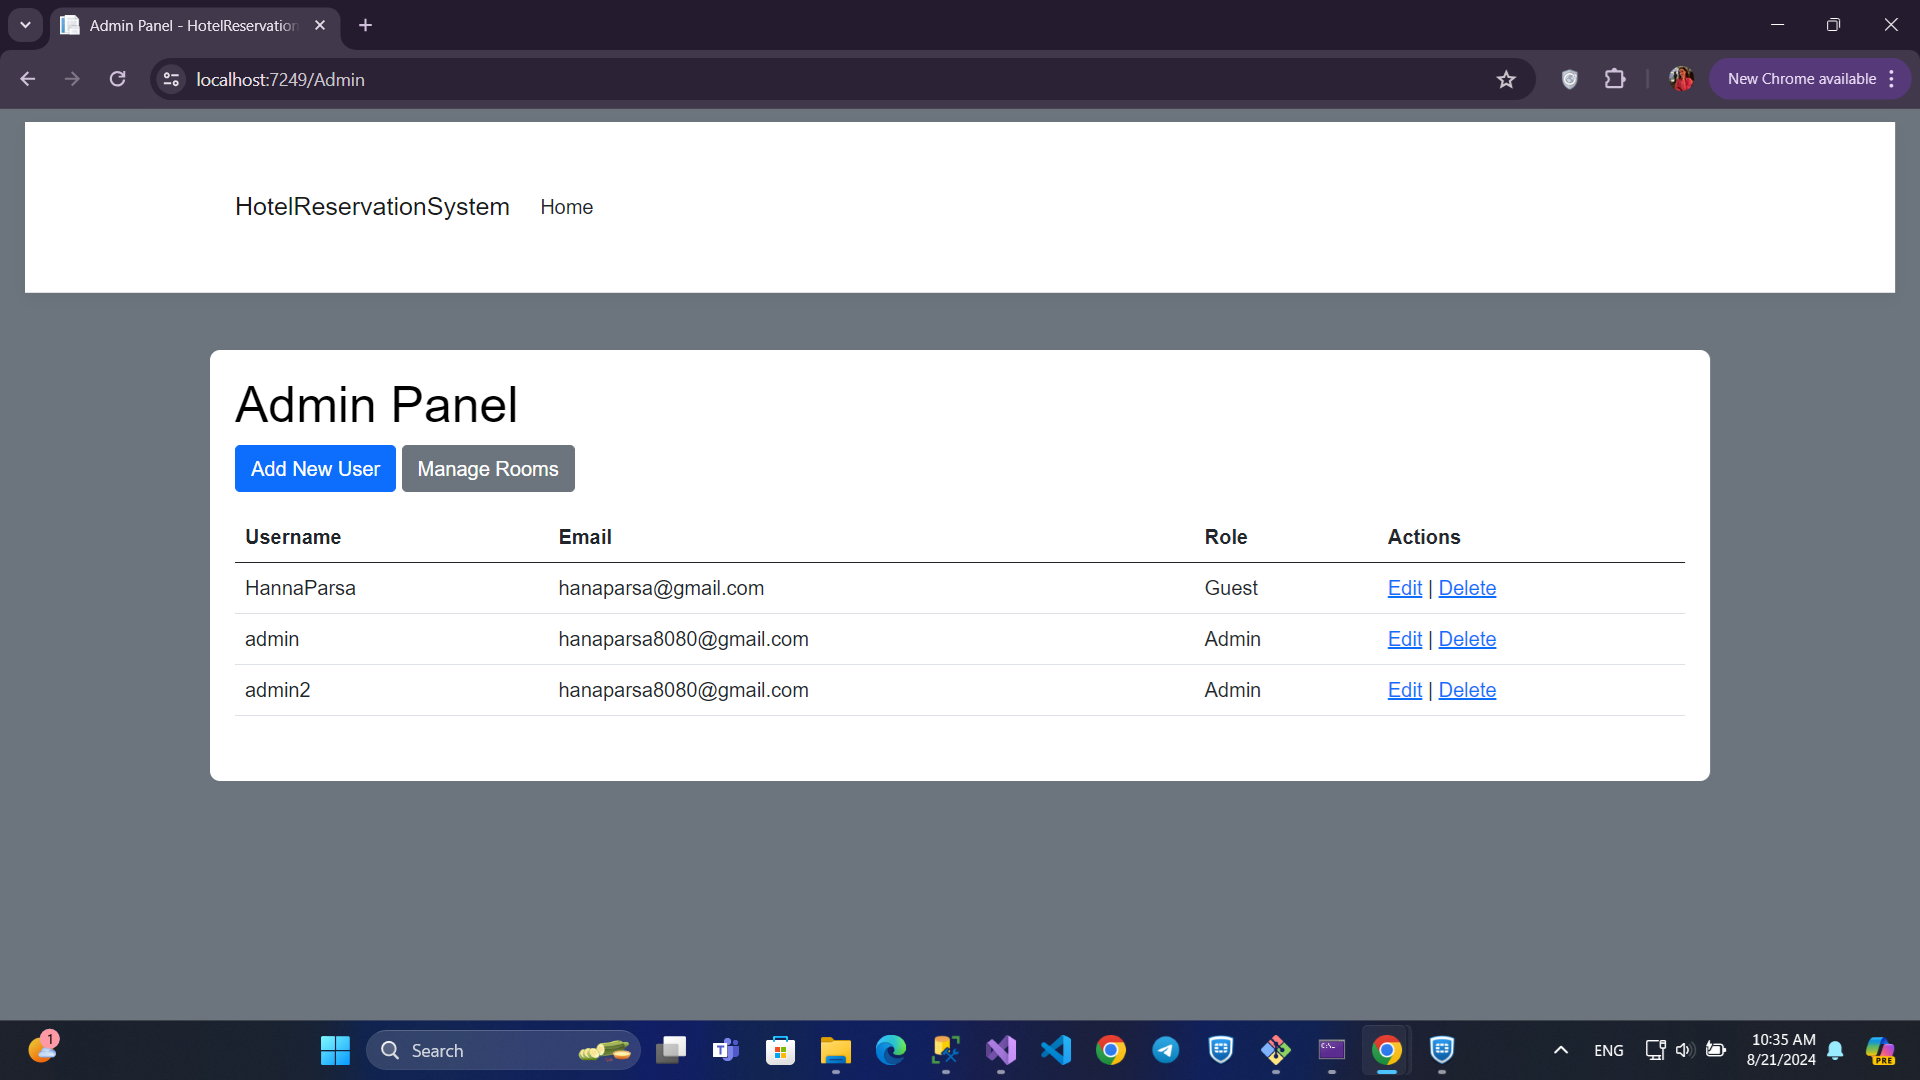 Admin Panel - HotelReservation
localhost:7249/Admin
New Chrome available
HotelReservationSystem Home
Admin Panel
Add New User Manage Rooms
Username Email Role Actions
HannaParsa hanaparsa@gmail.com Guest Edit | Delete
admin hanaparsa8080@gmail.com Admin Edit | Delete
admin2 hanaparsa8080@gmail.com Admin Edit | Delete
1
Search
ENG
10:35 AM
8/21/2024
PRE